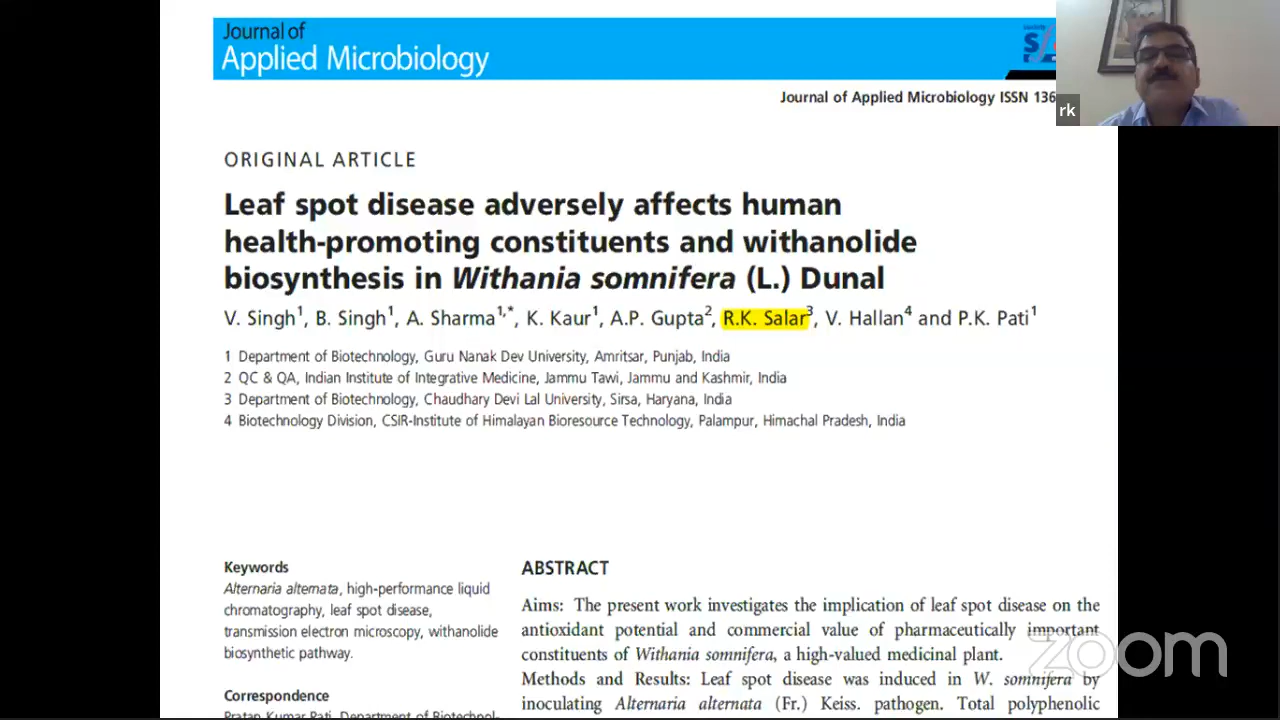 Journal of
Applied Microbiology
Journal of Applied Microbiology ISSN 136
rk
ORIGINAL ARTICLE
Leaf spot disease adversely affects human
health-promoting constituents and withanolide
biosynthesis in Withania somnifera (L.) Dunal
V. Singh1, B. Singh1, A. Sharma1,*, K. Kaur1, A.P. Gupta2, R.K. Salar3, V. Hallan4 and P.K. Pati1
1 Department of Biotechnology, Guru Nanak Dev University, Amritsar, Punjab, India
2 QC & QA, Indian Institute of Integrative Medicine, Jammu Tawi, Jammu and Kashmir, India
3 Department of Biotechnology, Chaudhary Devi Lal University, Sirsa, Haryana, India
4 Biotechnology Division, CSIR-Institute of Himalayan Bioresource Technology, Palampur, Himachal Pradesh, India
Keywords
Alternaria alternata, high-performance liquid
chromatography, leaf spot disease,
transmission electron microscopy, withanolide
biosynthetic pathway.
Correspondence
Pratap Kumar Pati, Department of Biotechnol-
ABSTRACT
Aims: The present work investigates the implication of leaf spot disease on the
antioxidant potential and commercial value of pharmaceutically important
constituents of Withania somnifera, a high-valued medicinal plant.
Methods and Results: Leaf spot disease was induced in W. somnifera by
inoculating Alternaria alternata (Fr.) Keiss. pathogen. Total polyphenolic
zoom